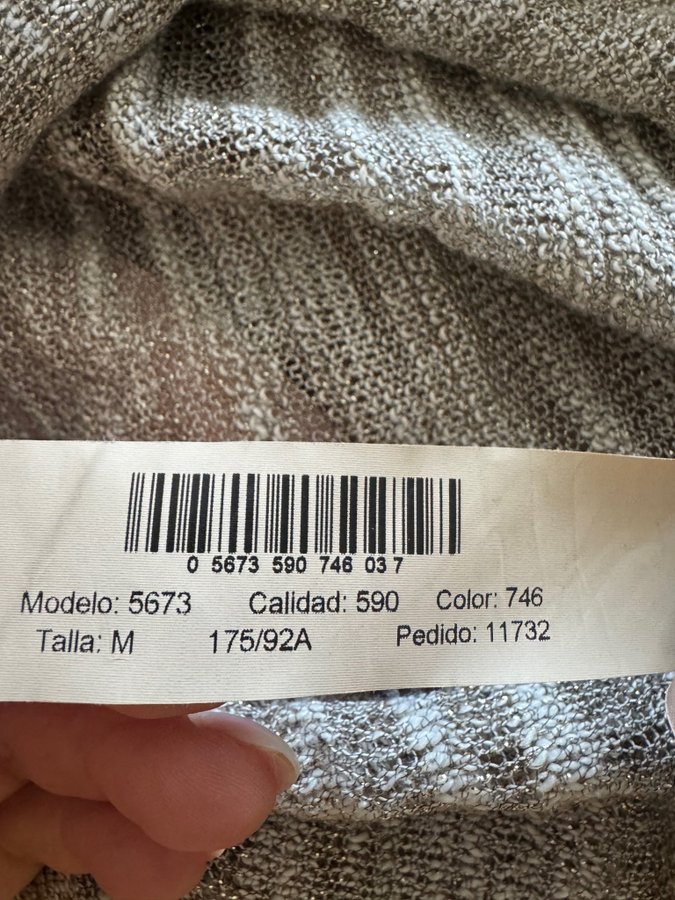 0 5673 590 746 03 7
Modelo: 5673 Calidad: 590 Color: 746
Talla: M 175/92A Pedido: 11732